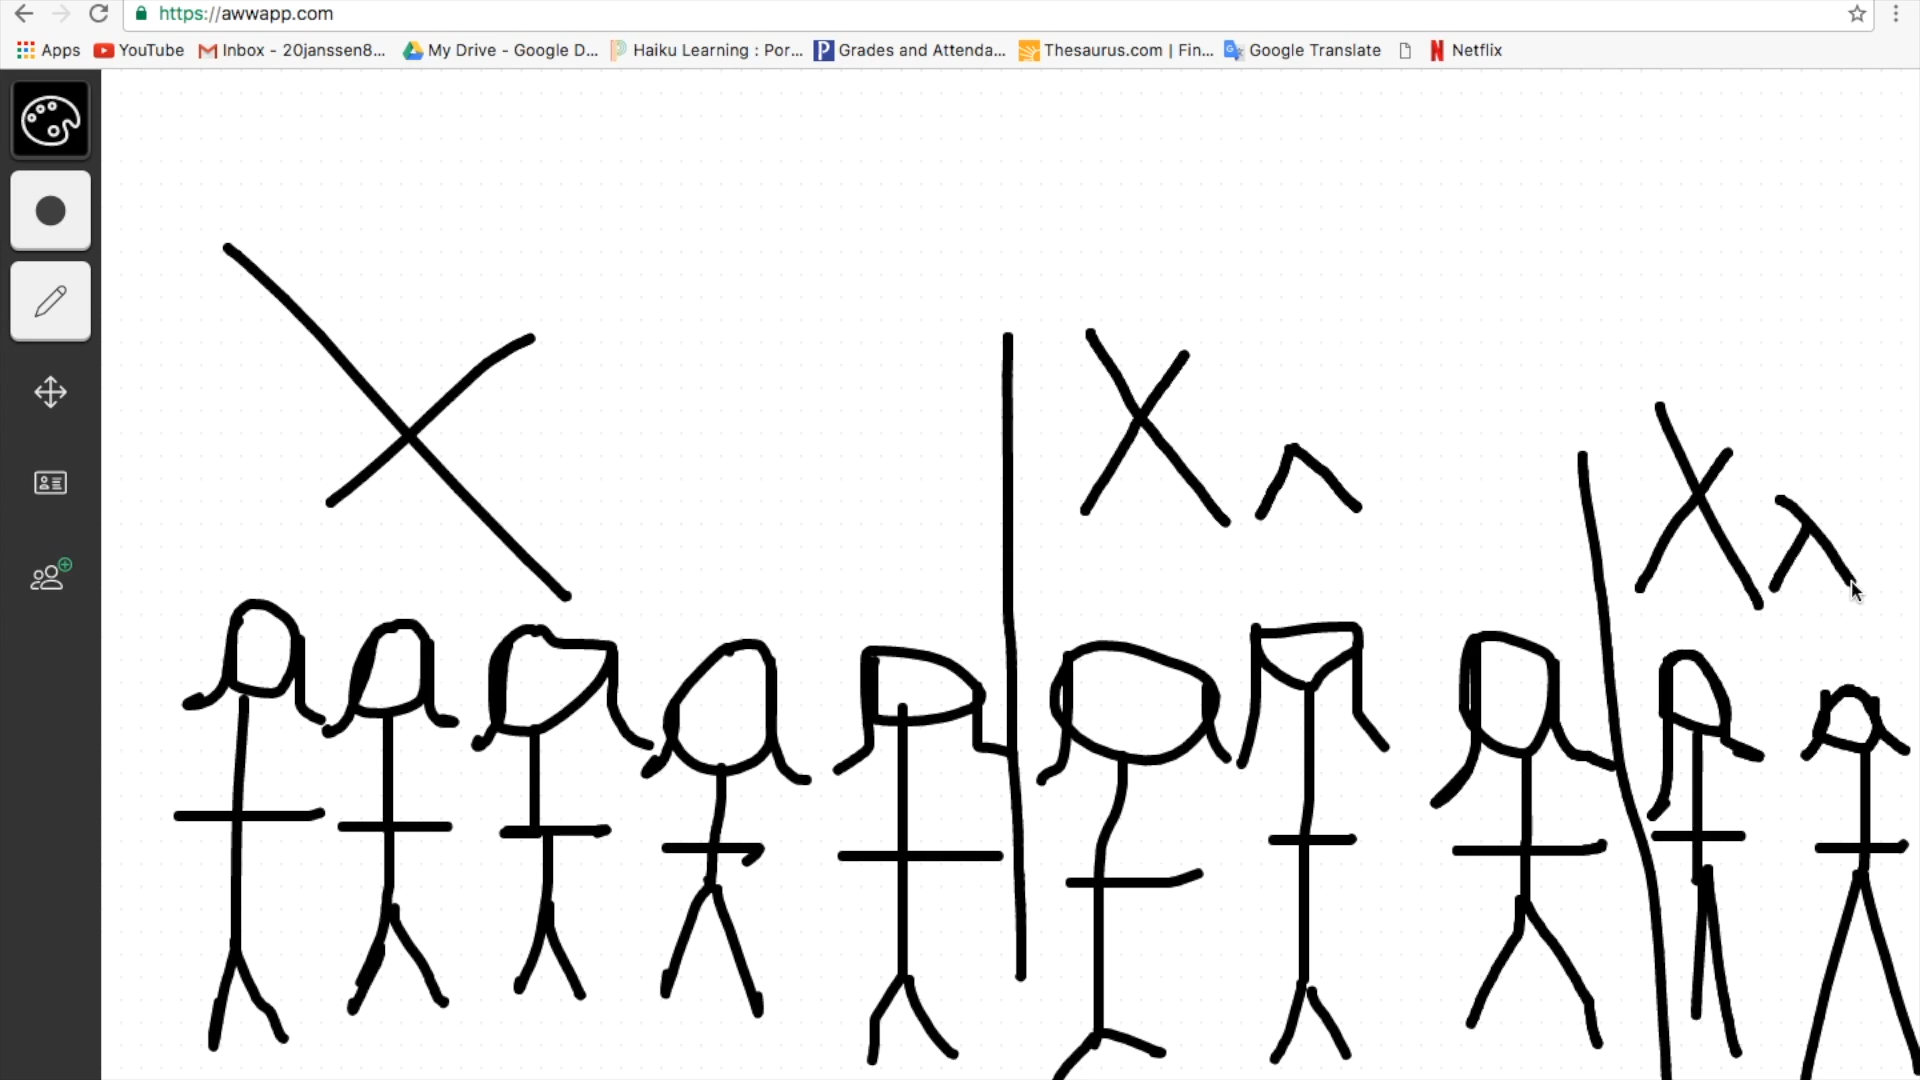 https://awwapp.com
Apps YouTube Inbox - 20janssen8... My Drive - Google D... Haiku Learning : Por... Grades and Attenda... Thesaurus.com | Fin... Google Translate Netflix
X X ^ X λ